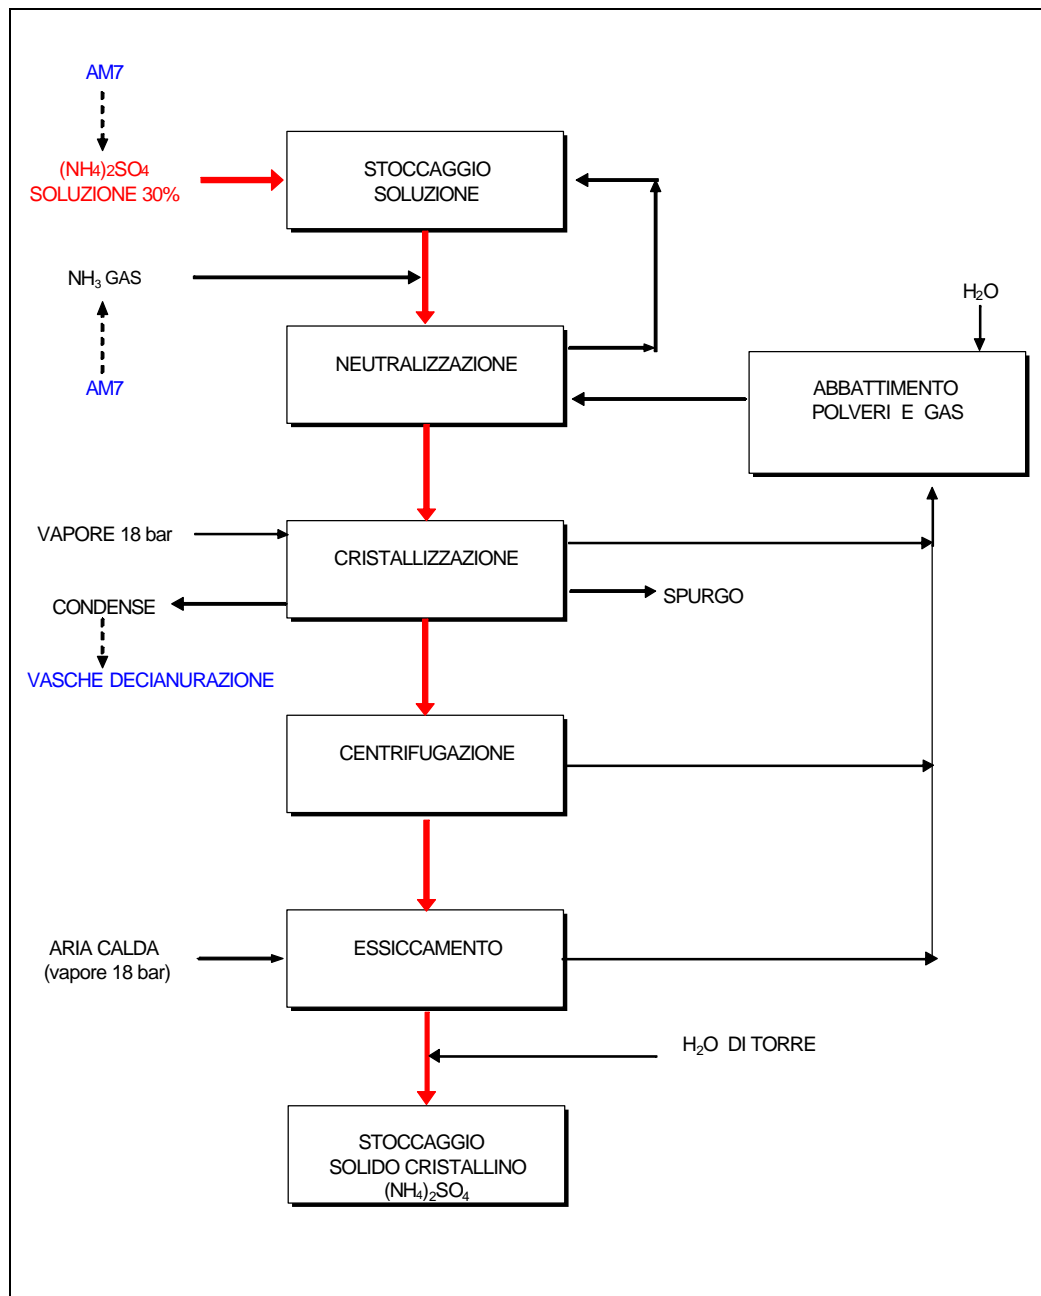 AM7
(NH4)2SO4
SOLUZIONE 30%
STOCCAGGIO
SOLUZIONE
NH₃ GAS
AM7
NEUTRALIZZAZIONE
H₂O
ABBATTIMENTO
POLVERI E GAS
VAPORE 18 bar
CRISTALLIZZAZIONE
CONDENSE
SPURGO
VASCHE DECIANURAZIONE
CENTRIFUGAZIONE
ARIA CALDA
(vapore 18 bar)
ESSICCAMENTO
H₂O DI TORRE
STOCCAGGIO
SOLIDO CRISTALLINO
(NH₄)₂SO₄